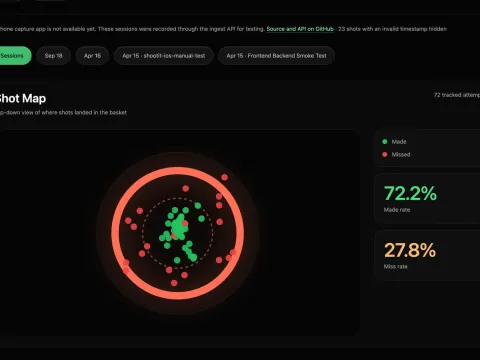 phone capture app is not available yet. These sessions were recorded through the ingest API for testing. Source and API on GitHub · 23 shots with an invalid timestamp hidden
Sessions
Sep 18
Apr 16
Apr 15 · shootit-ios-manual-test
Apr 15 · Frontend Backend Smoke Test
Shot Map
72 tracked attemp
p-down view of where shots landed in the basket
Made
Missed
72.2%
Made rate
27.8%
Miss rate